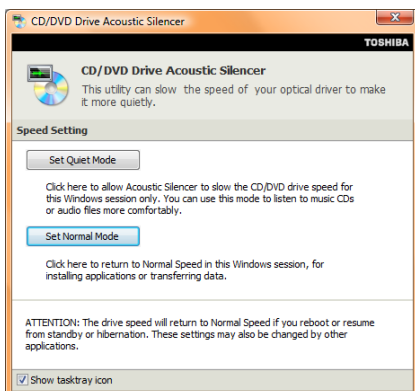 CD/DVD Drive Acoustic Silencer
TOSHIBA
CD/DVD Drive Acoustic Silencer
This utility can slow the speed of your optical driver to make
it more quietly.
Speed Setting
Set Quiet Mode
Click here to allow Acoustic Silencer to slow the CD/DVD drive speed for
this Windows session only. You can use this mode to listen to music CDs
or audio files more comfortably.
Set Normal Mode
Click here to return to Normal Speed in this Windows session, for
installing applications or transferring data.
ATTENTION: The drive speed will return to Normal Speed if you reboot or resume
from standby or hibernation. These settings may also be changed by other
applications.
Show tasktray icon